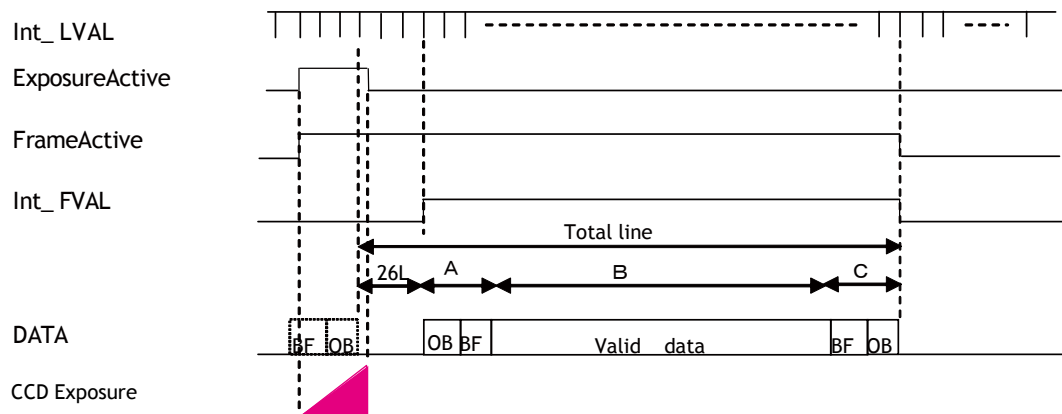 Int_ LVAL
ExposureActive
FrameActive
Int_ FVAL
Total line
26L A B C
DATA BF OB OB BF Valid data BF OB
CCD Exposure